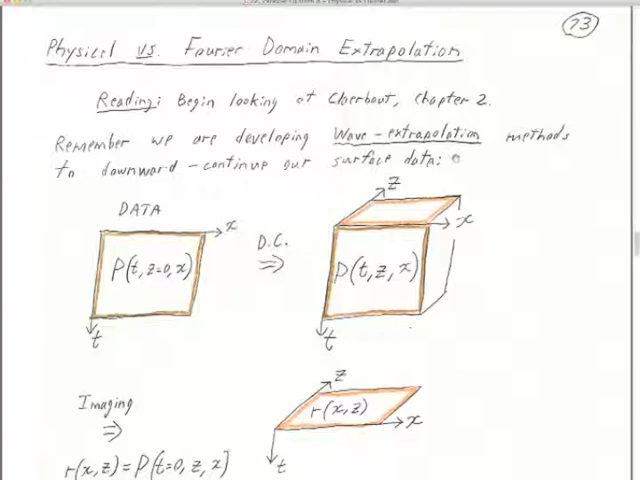 73
Physical vs. Fourier Domain Extrapolation
Reading: Begin looking at Claerbout, Chapter 2.
Remember we are developing Wave-extrapolation methods
to downward-continue our surface data:
DATA
x
P(t, z=0, x)
t
D.C.
⇒
z
x
P(t, z, x)
t
Imaging
⇒
r(x,z) = P(t=0, z, x)
z
r(x,z)
x
t